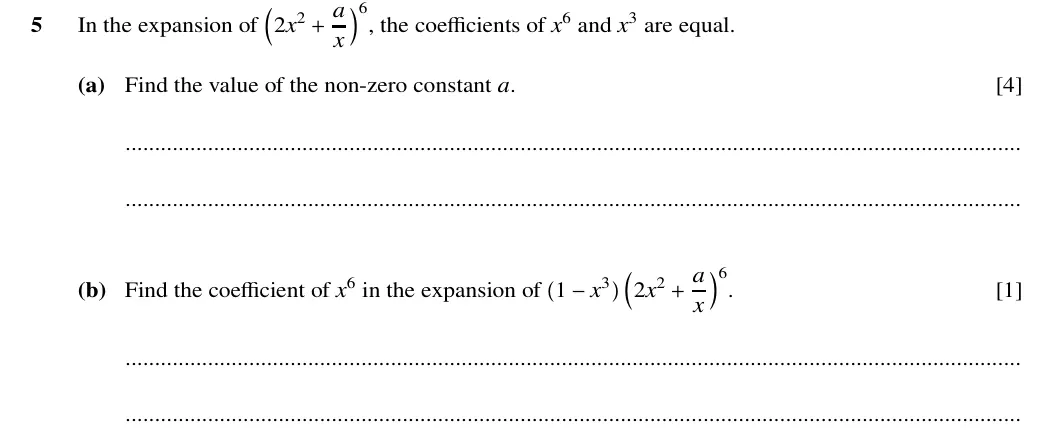 5 In the expansion of (2x² + a/x)⁶, the coefficients of x⁶ and x³ are equal.
(a) Find the value of the non-zero constant a. [4]
(b) Find the coefficient of x⁶ in the expansion of (1 − x³)(2x² + a/x)⁶. [1]